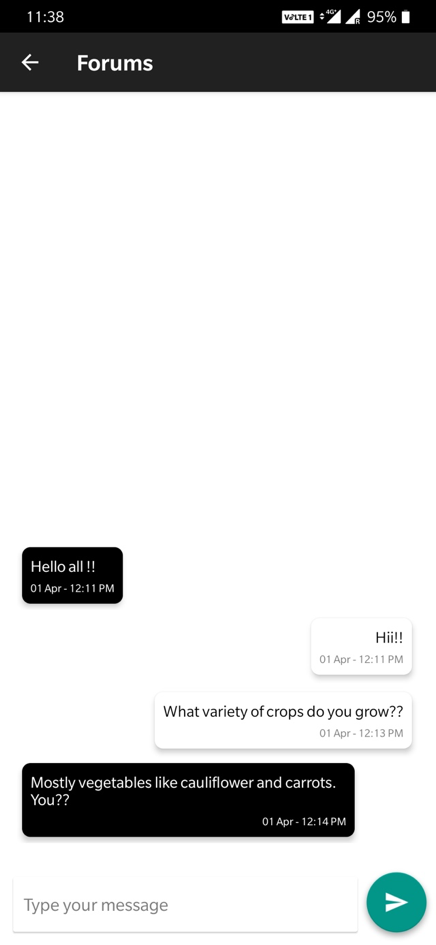 11:38
VoLTE 1
4G+
R
95%
Forums
Hello all !!
01 Apr - 12:11 PM
Hii!!
01 Apr - 12:11 PM
What variety of crops do you grow??
01 Apr - 12:13 PM
Mostly vegetables like cauliflower and carrots.
You??
01 Apr - 12:14 PM
Type your message